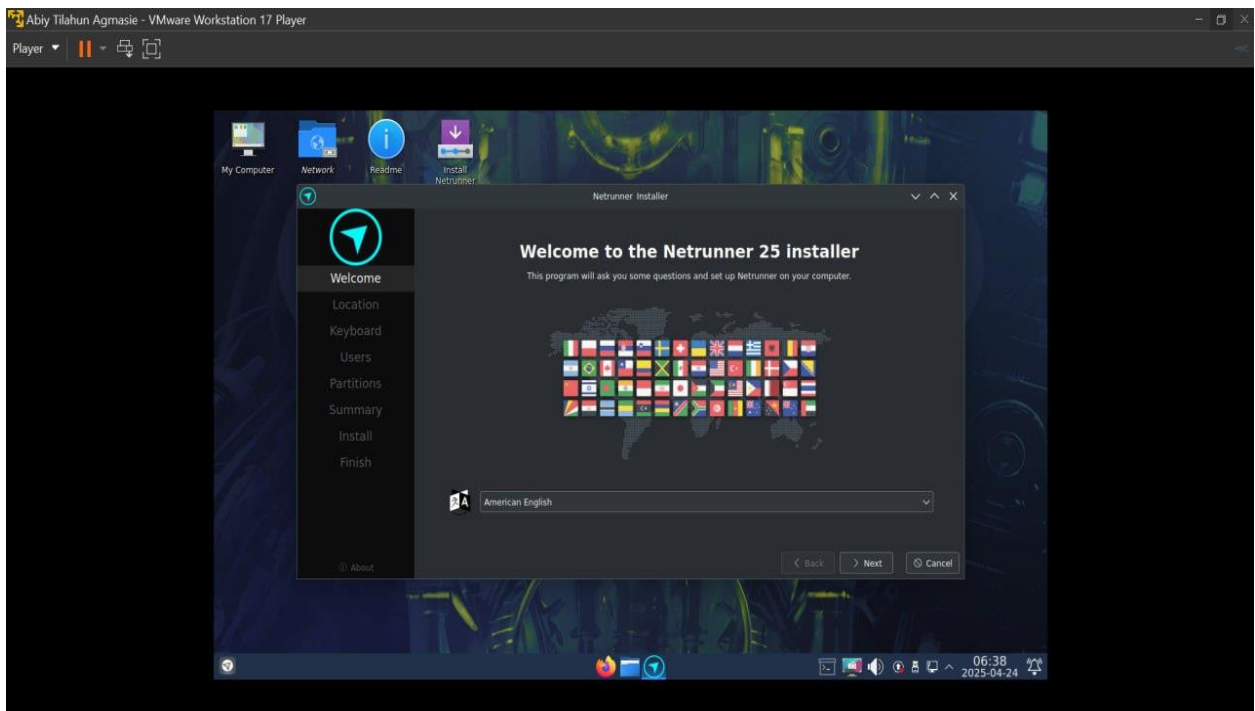 Abiy Tilahun Agmasie - VMware Workstation 17 Player
Player
My Computer
Network
Readme
Install
Netrunner
Netrunner Installer
Welcome
Location
Keyboard
Users
Partitions
Summary
Install
Finish
About
Welcome to the Netrunner 25 installer
This program will ask you some questions and set up Netrunner on your computer.
American English
Back
Next
Cancel
06:38
2025-04-24